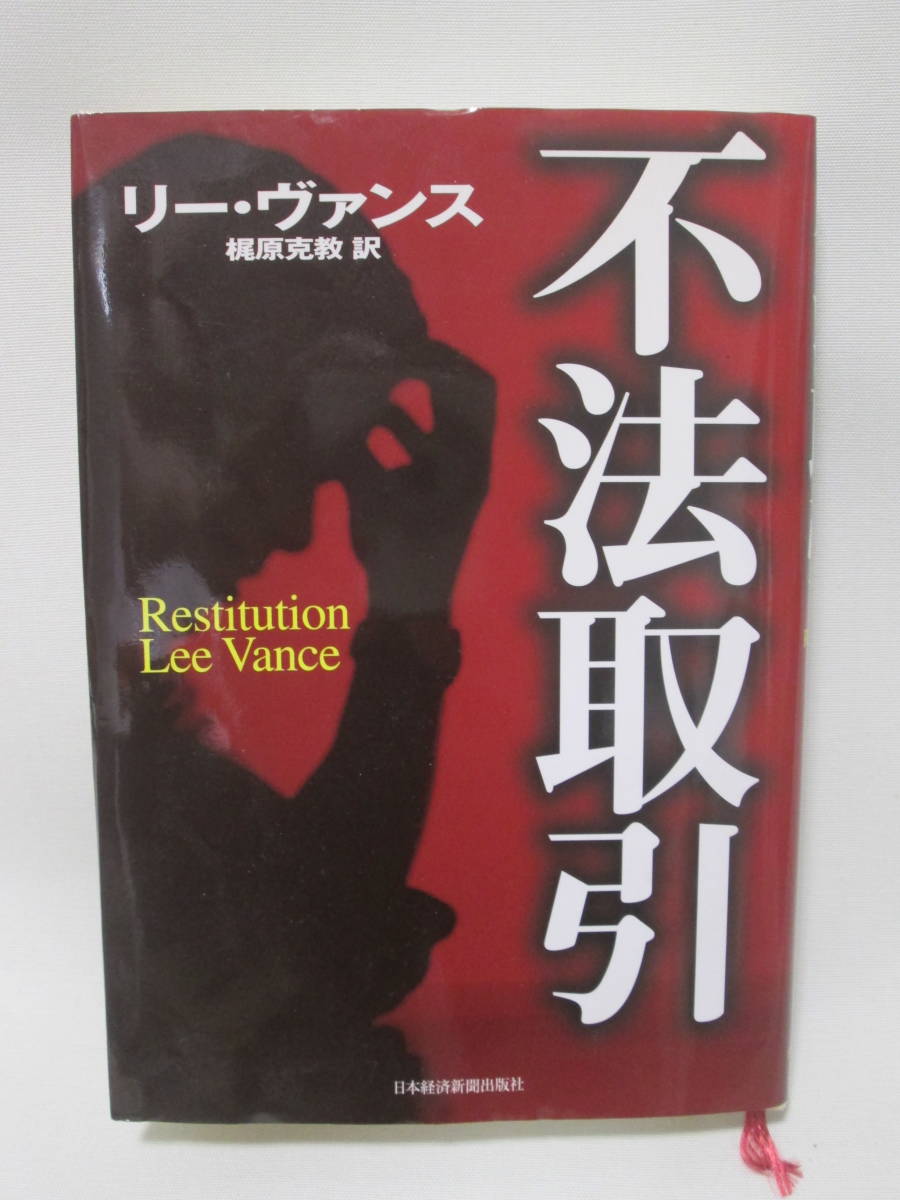 不法取引
リー・ヴァンス
梶原克教 訳
Restitution
Lee Vance
日本経済新聞出版社